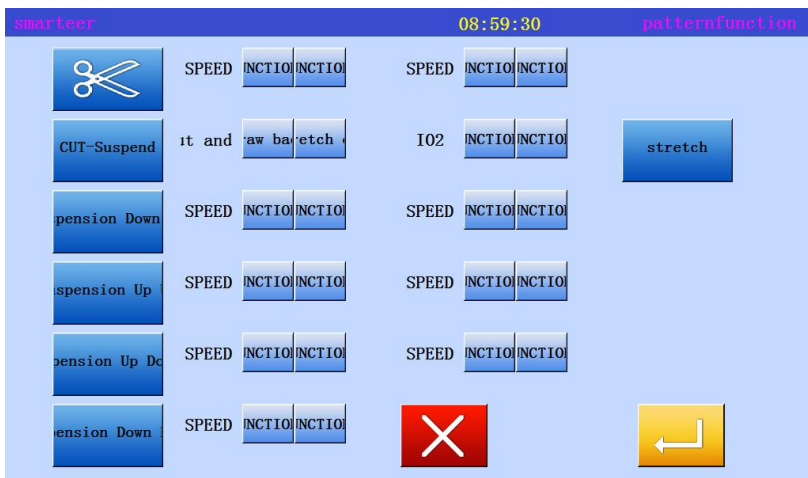 smarteer 08:59:30 patternfunction
SPEED NCTIO NCTIO SPEED NCTIO NCTIO
CUT-Suspend and aw ba etch IO2 NCTIO NCTIO stretch
pension Down SPEED NCTIO NCTIO SPEED NCTIO NCTIO
spension Up SPEED NCTIO NCTIO SPEED NCTIO NCTIO
pension Up Do SPEED NCTIO NCTIO SPEED NCTIO NCTIO
ension Down SPEED NCTIO NCTIO